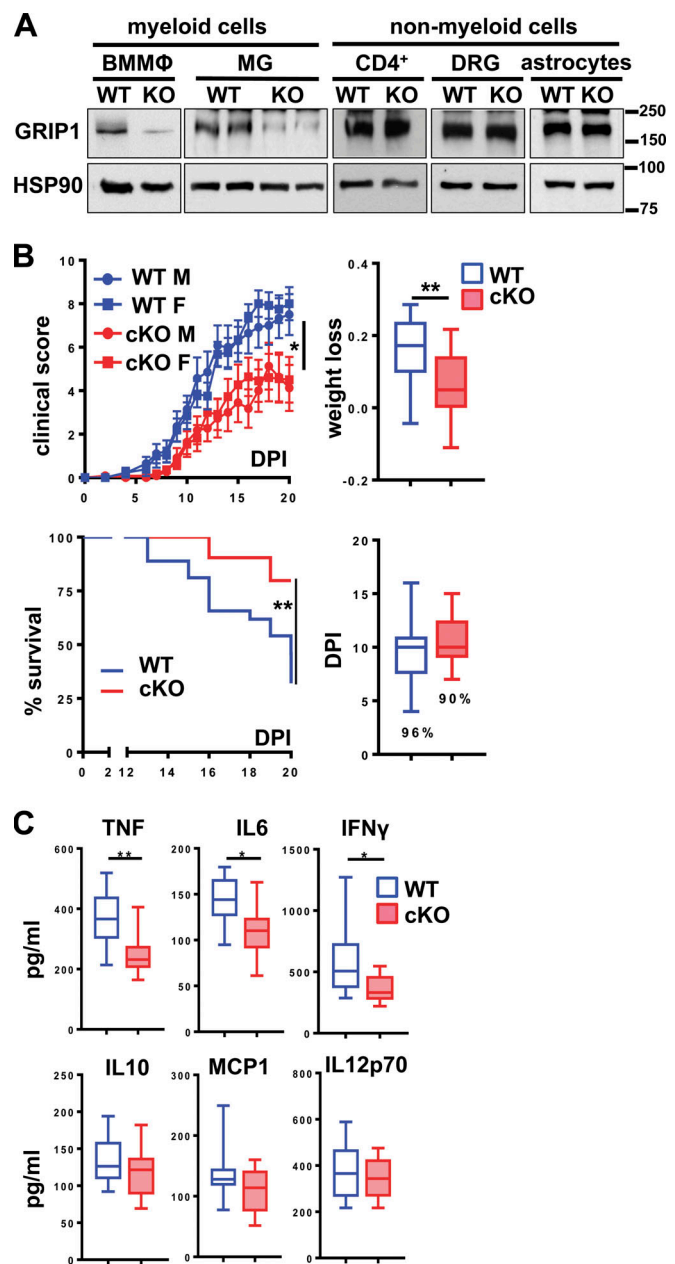 A
myeloid cells
non-myeloid cells
BMMΦ
MG
CD4+
DRG
astrocytes
WT KO
WT
KO
WT KO
WT KO
WT KO
GRIP1
HSP90
250
150
100
75
B
clinical score
10
8
6
4
2
0
WT M
WT F
cKO M
cKO F
*
DPI
0 5 10 15 20
weight loss
0.4
0.2
0.0
-0.2
**
WT
cKO
% survival
100
75
50
25
0
WT
cKO
**
DPI
0 2 12 14 16 18 20
DPI
20
15
10
5
0
96%
90%
C
TNF
pg/ml
600
400
200
0
**
IL6
200
150
100
50
0
*
IFNγ
1500
1000
500
0
*
WT
cKO
IL10
pg/ml
250
200
150
100
50
0
MCP1
300
200
100
0
IL12p70
800
600
400
200
0